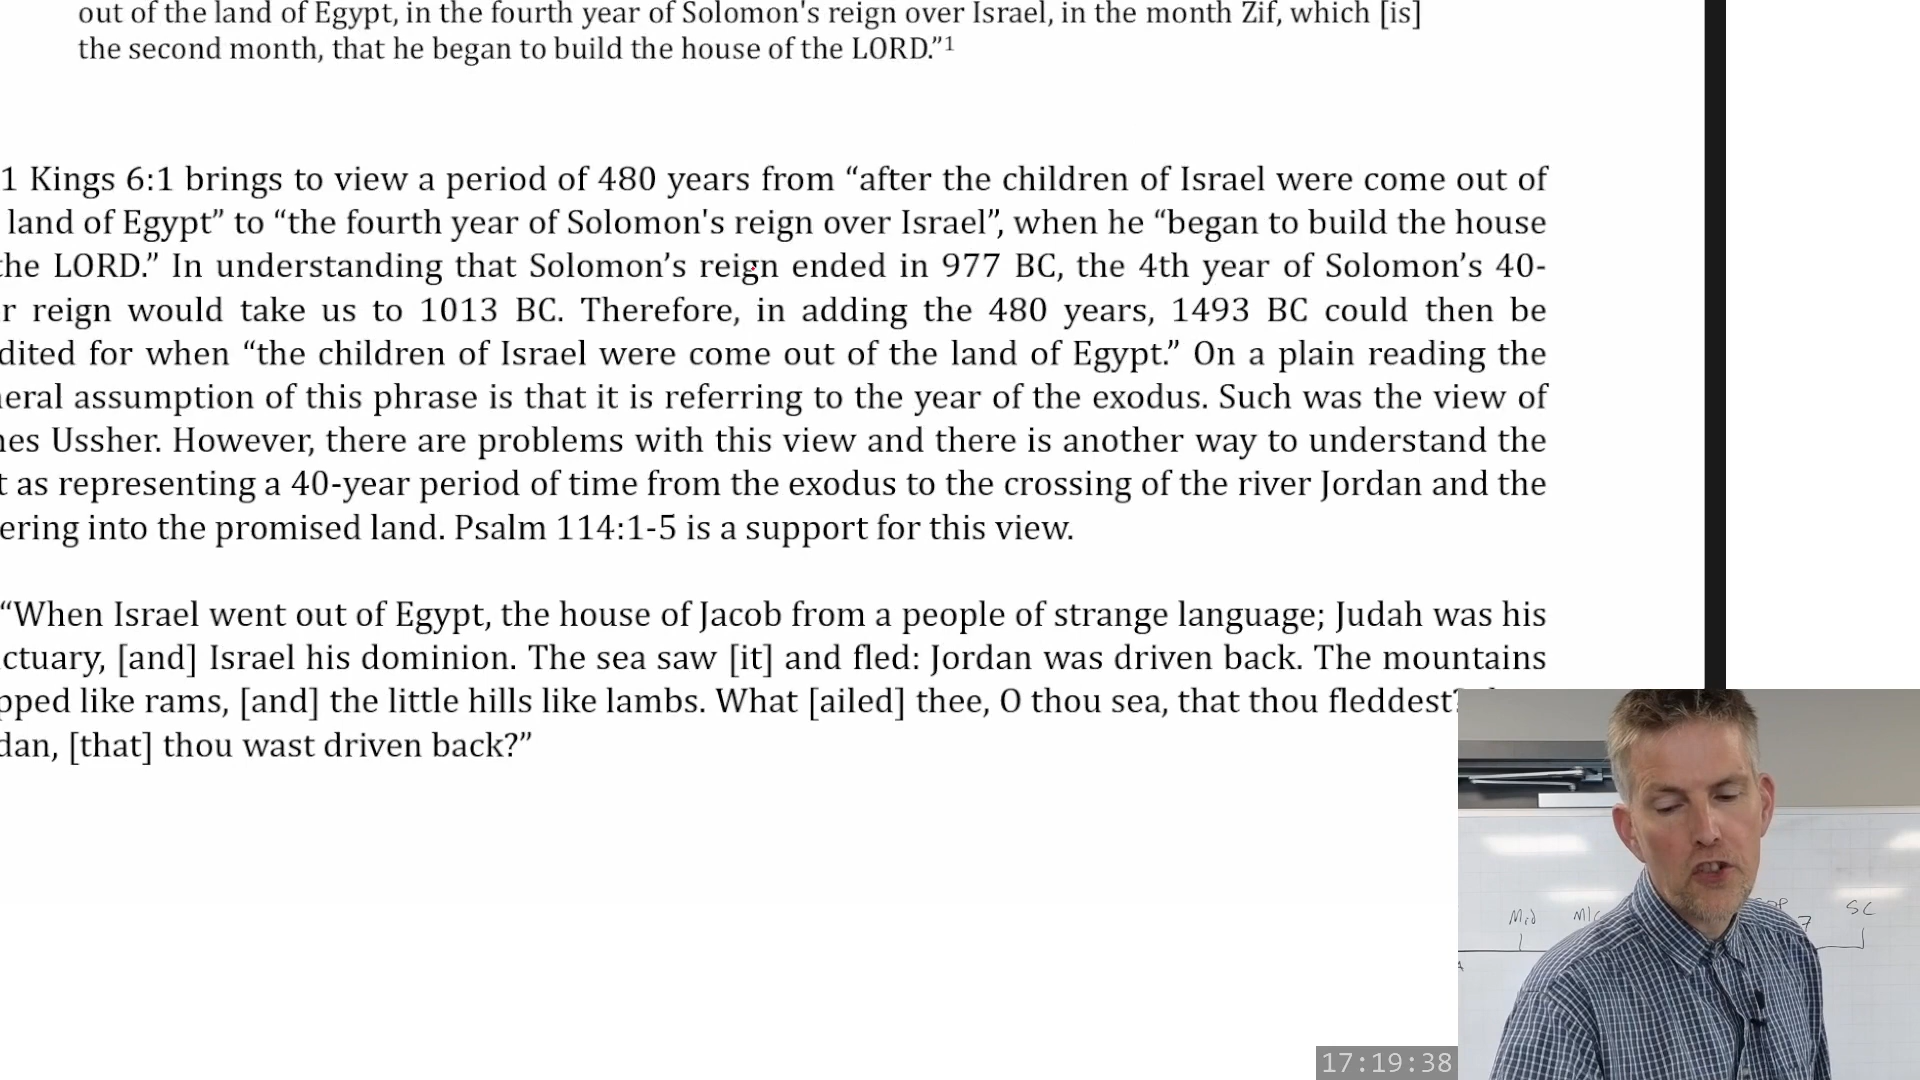 out of the land of Egypt, in the fourth year of Solomon's reign over Israel, in the month Zif, which [is]
the second month, that he began to build the house of the LORD.”1
1 Kings 6:1 brings to view a period of 480 years from “after the children of Israel were come out of
land of Egypt” to “the fourth year of Solomon's reign over Israel”, when he “began to build the house
the LORD.” In understanding that Solomon’s reign ended in 977 BC, the 4th year of Solomon’s 40-
r reign would take us to 1013 BC. Therefore, in adding the 480 years, 1493 BC could then be
dited for when “the children of Israel were come out of the land of Egypt.” On a plain reading the
neral assumption of this phrase is that it is referring to the year of the exodus. Such was the view of
nes Ussher. However, there are problems with this view and there is another way to understand the
t as representing a 40-year period of time from the exodus to the crossing of the river Jordan and the
ering into the promised land. Psalm 114:1-5 is a support for this view.
“When Israel went out of Egypt, the house of Jacob from a people of strange language; Judah was his
ctuary, [and] Israel his dominion. The sea saw [it] and fled: Jordan was driven back. The mountains
pped like rams, [and] the little hills like lambs. What [ailed] thee, O thou sea, that thou fleddest?
dan, [that] thou wast driven back?”
SC
7
17:19:38